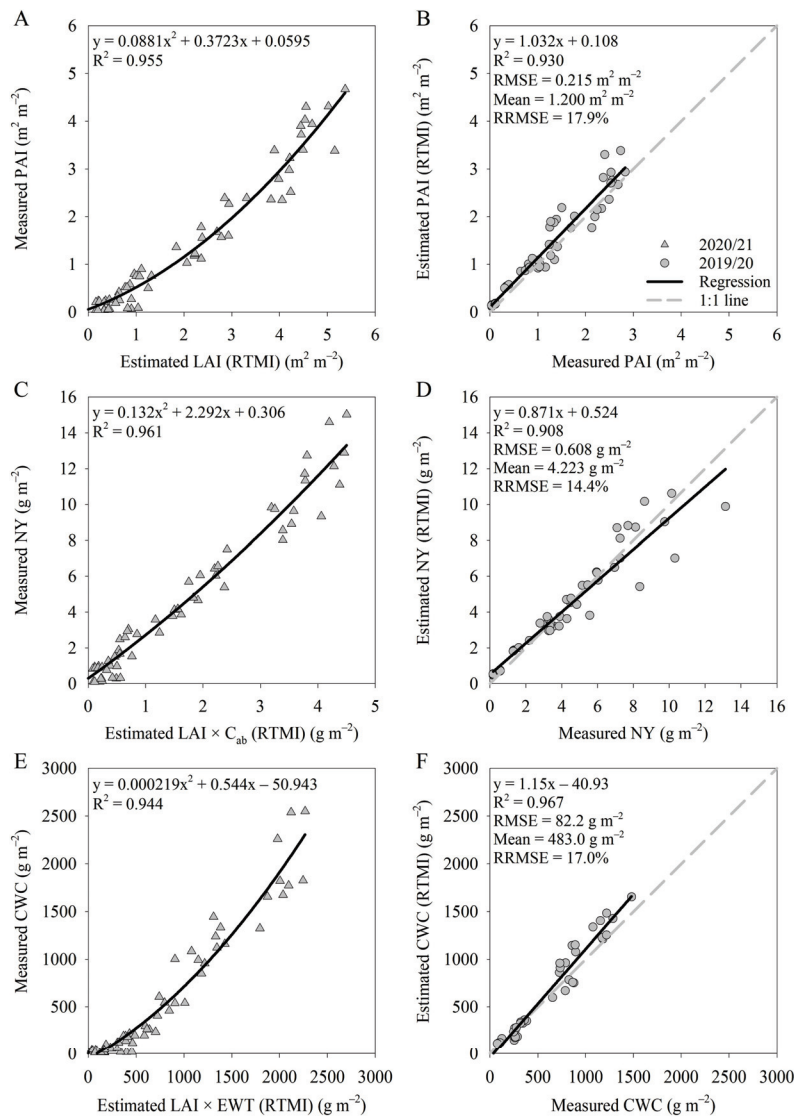 A
y = 0.0881x² + 0.3723x + 0.0595
R² = 0.955
Measured PAI (m² m⁻²)
6
5
4
3
2
1
0
0 1 2 3 4 5 6
Estimated LAI (RTMI) (m² m⁻²)
B
y = 1.032x + 0.108
R² = 0.930
RMSE = 0.215 m² m⁻²
Mean = 1.200 m² m⁻²
RRMSE = 17.9%
Estimated PAI (RTMI) (m² m⁻²)
6
5
4
3
2
1
0
2020/21
2019/20
Regression
1:1 line
0 1 2 3 4 5 6
Measured PAI (m² m⁻²)
C
y = 0.132x² + 2.292x + 0.306
R² = 0.961
Measured NY (g m⁻²)
16
14
12
10
8
6
4
2
0
0 1 2 3 4 5
Estimated LAI × Cab (RTMI) (g m⁻²)
D
y = 0.871x + 0.524
R² = 0.908
RMSE = 0.608 g m⁻²
Mean = 4.223 g m⁻²
RRMSE = 14.4%
Estimated NY (RTMI) (g m⁻²)
16
14
12
10
8
6
4
2
0
0 2 4 6 8 10 12 14 16
Measured NY (g m⁻²)
E
y = 0.000219x² + 0.544x – 50.943
R² = 0.944
Measured CWC (g m⁻²)
3000
2500
2000
1500
1000
500
0
0 500 1000 1500 2000 2500 3000
Estimated LAI × EWT (RTMI) (g m⁻²)
F
y = 1.15x – 40.93
R² = 0.967
RMSE = 82.2 g m⁻²
Mean = 483.0 g m⁻²
RRMSE = 17.0%
Estimated CWC (RTMI) (g m⁻²)
3000
2500
2000
1500
1000
500
0
0 500 1000 1500 2000 2500 3000
Measured CWC (g m⁻²)